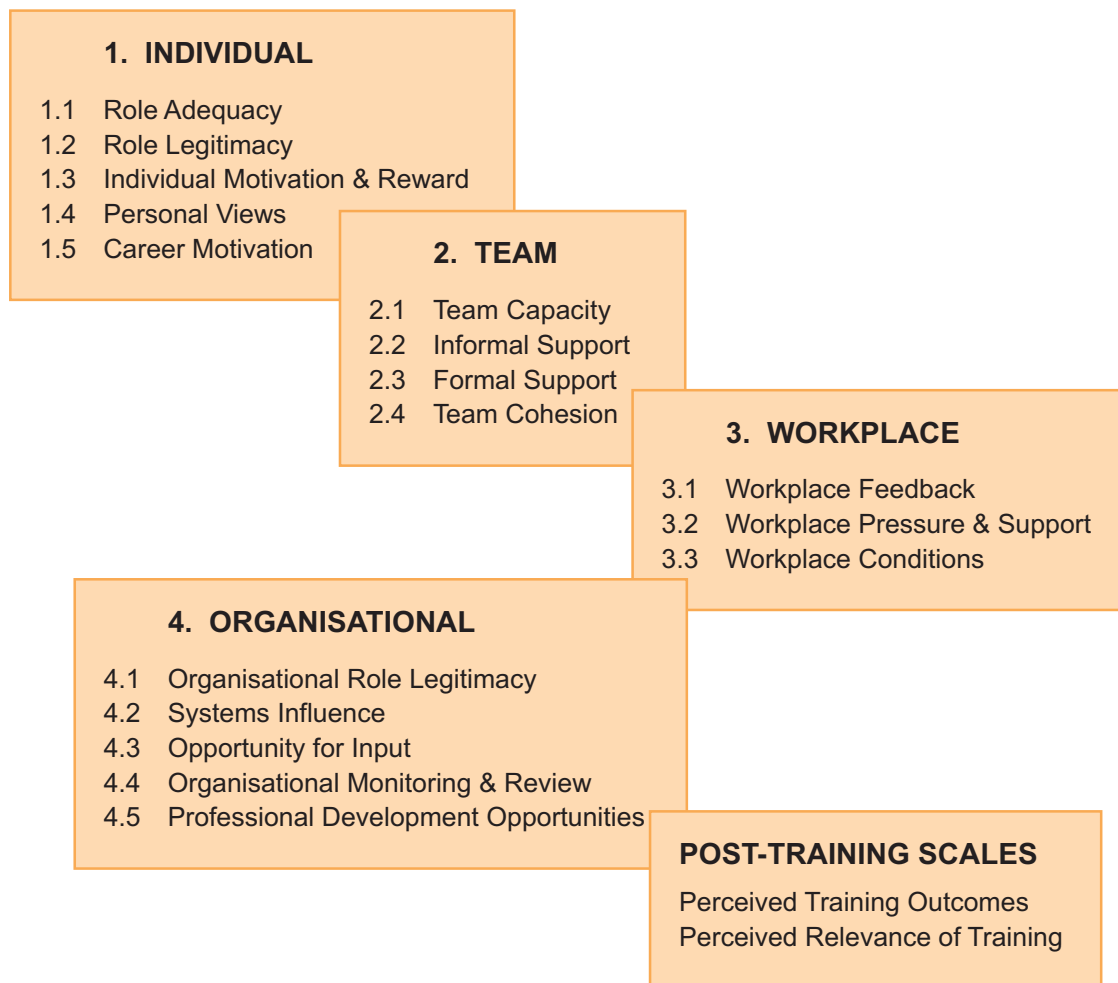 1. INDIVIDUAL
1.1 Role Adequacy
1.2 Role Legitimacy
1.3 Individual Motivation & Reward
1.4 Personal Views
1.5 Career Motivation
2. TEAM
2.1 Team Capacity
2.2 Informal Support
2.3 Formal Support
2.4 Team Cohesion
3. WORKPLACE
3.1 Workplace Feedback
3.2 Workplace Pressure & Support
3.3 Workplace Conditions
4. ORGANISATIONAL
4.1 Organisational Role Legitimacy
4.2 Systems Influence
4.3 Opportunity for Input
4.4 Organisational Monitoring & Review
4.5 Professional Development Opportunities
POST-TRAINING SCALES
Perceived Training Outcomes
Perceived Relevance of Training